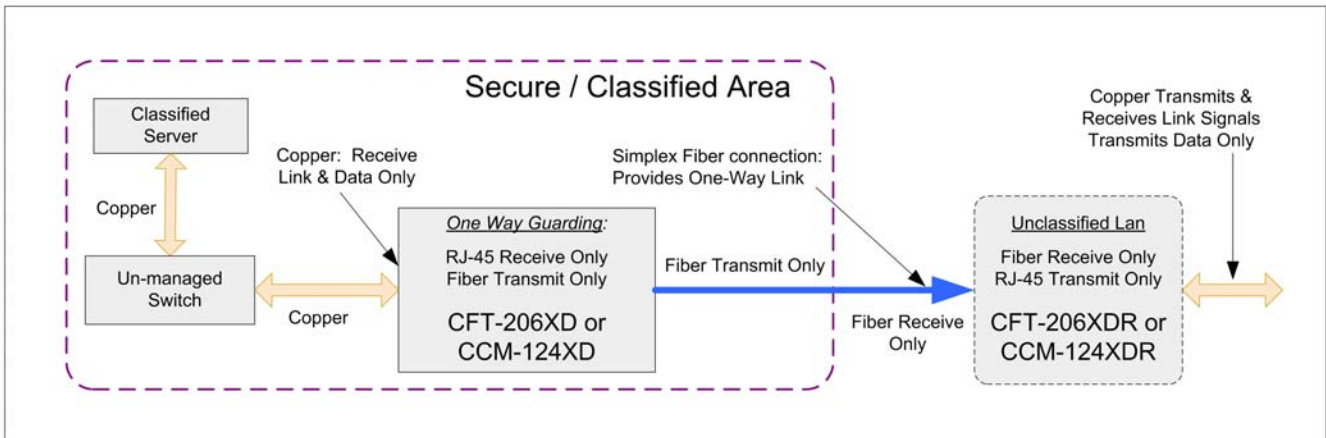 Secure / Classified Area
Classified
Server
Copper
Un-managed
Switch
Copper
Copper: Receive
Link & Data Only
One Way Guarding:
RJ-45 Receive Only
Fiber Transmit Only
CFT-206XD or
CCM-124XD
Simplex Fiber connection:
Provides One-Way Link
Fiber Transmit Only
Fiber Receive
Only
Unclassified Lan
Fiber Receive Only
RJ-45 Transmit Only
CFT-206XDR or
CCM-124XDR
Copper Transmits &
Receives Link Signals
Transmits Data Only